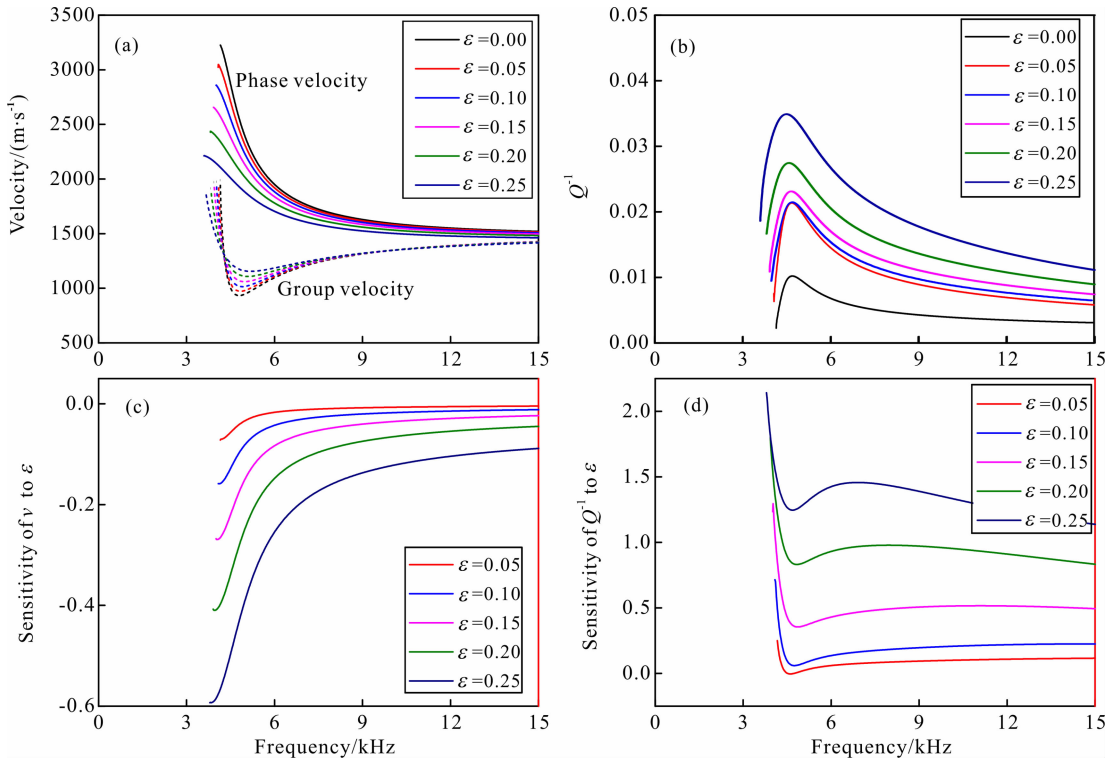 (a)
Velocity/(m·s⁻¹)
3500
3000
2500
2000
1500
1000
500
0 3 6 9 12 15
Phase velocity
Group velocity
ε=0.00
ε=0.05
ε=0.10
ε=0.15
ε=0.20
ε=0.25
(b)
Q⁻¹
0.05
0.04
0.03
0.02
0.01
0.00
0 3 6 9 12 15
ε=0.00
ε=0.05
ε=0.10
ε=0.15
ε=0.20
ε=0.25
(c)
Sensitivity of v to ε
0.0
-0.2
-0.4
-0.6
ε=0.05
ε=0.10
ε=0.15
ε=0.20
ε=0.25
0 3 6 9 12 15
Frequency/kHz
(d)
Sensitivity of Q⁻¹ to ε
2.0
1.5
1.0
0.5
0.0
ε=0.05
ε=0.10
ε=0.15
ε=0.20
ε=0.25
0 3 6 9 12 15
Frequency/kHz